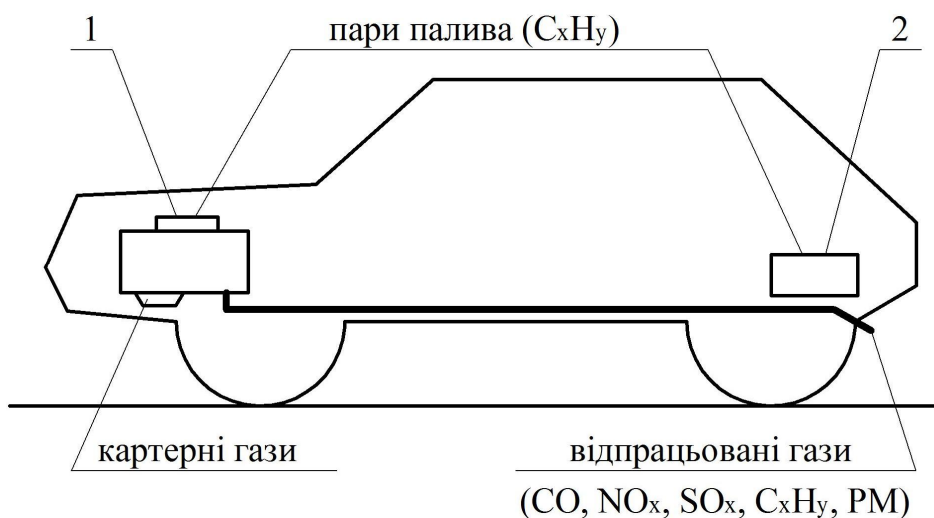 1 пари палива (CxHy) 2
картерні гази відпрацьовані гази
(CO, NOx, SOx, CxHy, PM)